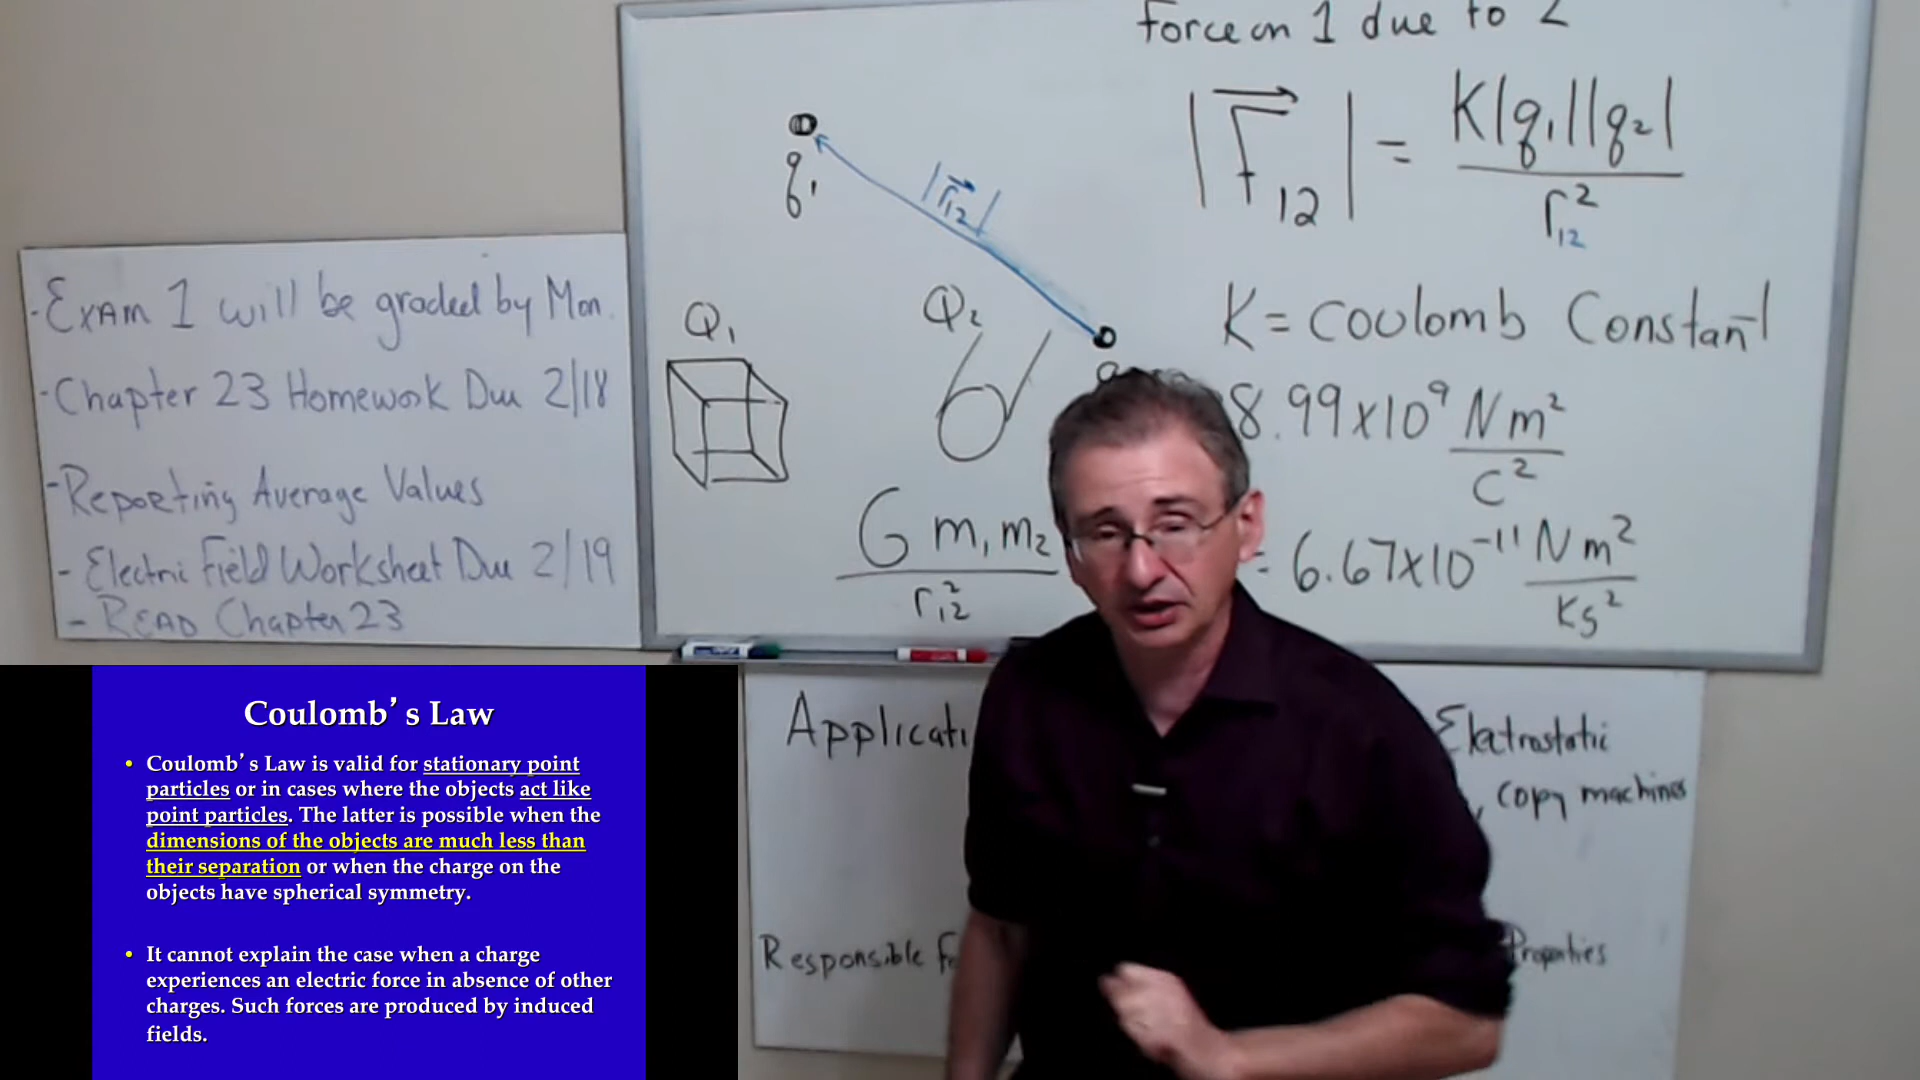 Force on 1 due to 2
|F12| = K|q1||q2| / r12²
q1
|r12|
Q1
Q2
K = Coulomb Constant
8.99x10⁹ Nm²/C²
G m1 m2 / r12²
= 6.67x10⁻¹¹ Nm²/Kg²
- Exam 1 will be graded by Mon.
- Chapter 23 Homework Due 2/18
- Reporting Average Values
- Electric Field Worksheet Due 2/19
- READ Chapter 23
Electrostatic
, copy machines
Responsible
Properties
Coulomb's Law
• Coulomb's Law is valid for stationary point
particles or in cases where the objects act like
point particles. The latter is possible when the
dimensions of the objects are much less than
their separation or when the charge on the
objects have spherical symmetry.
• It cannot explain the case when a charge
experiences an electric force in absence of other
charges. Such forces are produced by induced
fields.